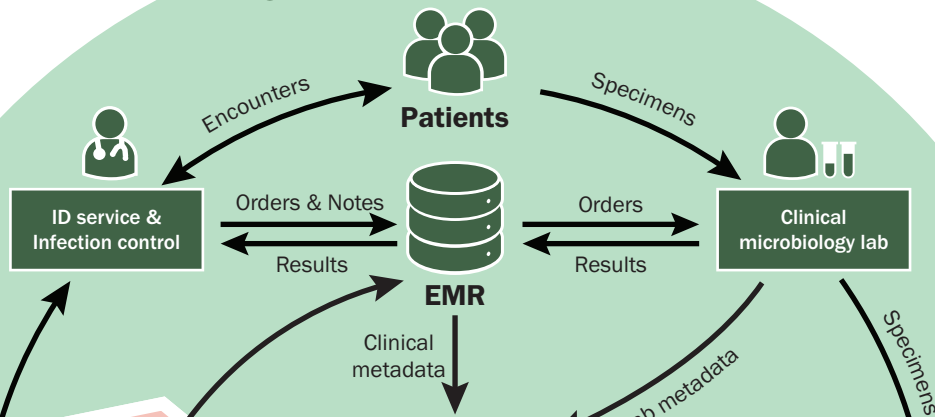 Patients
Encounters
Specimens
ID service &
Infection control
Orders & Notes
Results
EMR
Orders
Results
Clinical
microbiology lab
Clinical
metadata
metadata
Specimens